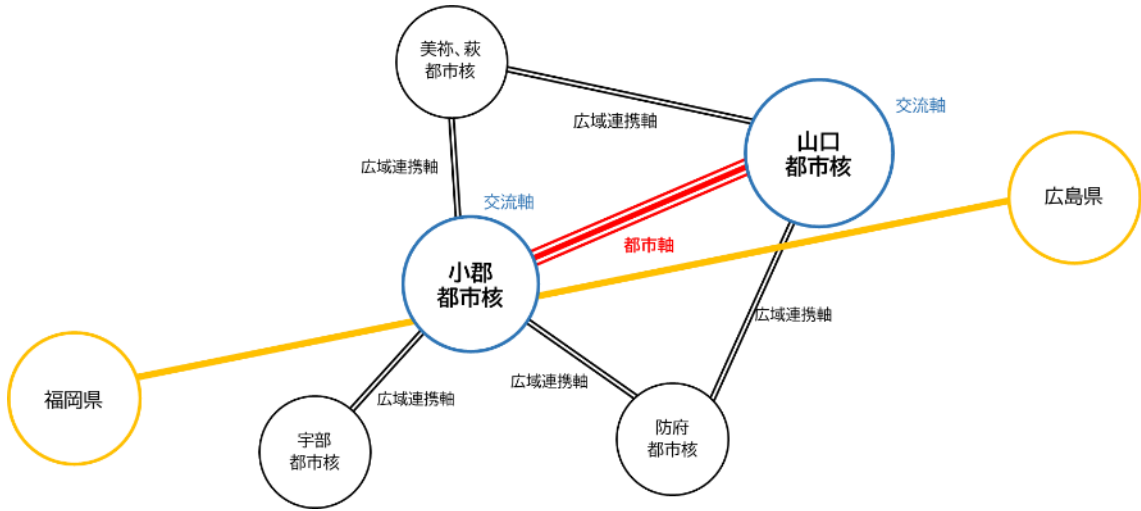 美祢、萩
都市核
広域連携軸
交流軸
山口
都市核
広域連携軸
広島県
交流軸
都市軸
小郡
都市核
広域連携軸
福岡県
広域連携軸
広域連携軸
宇部
都市核
防府
都市核